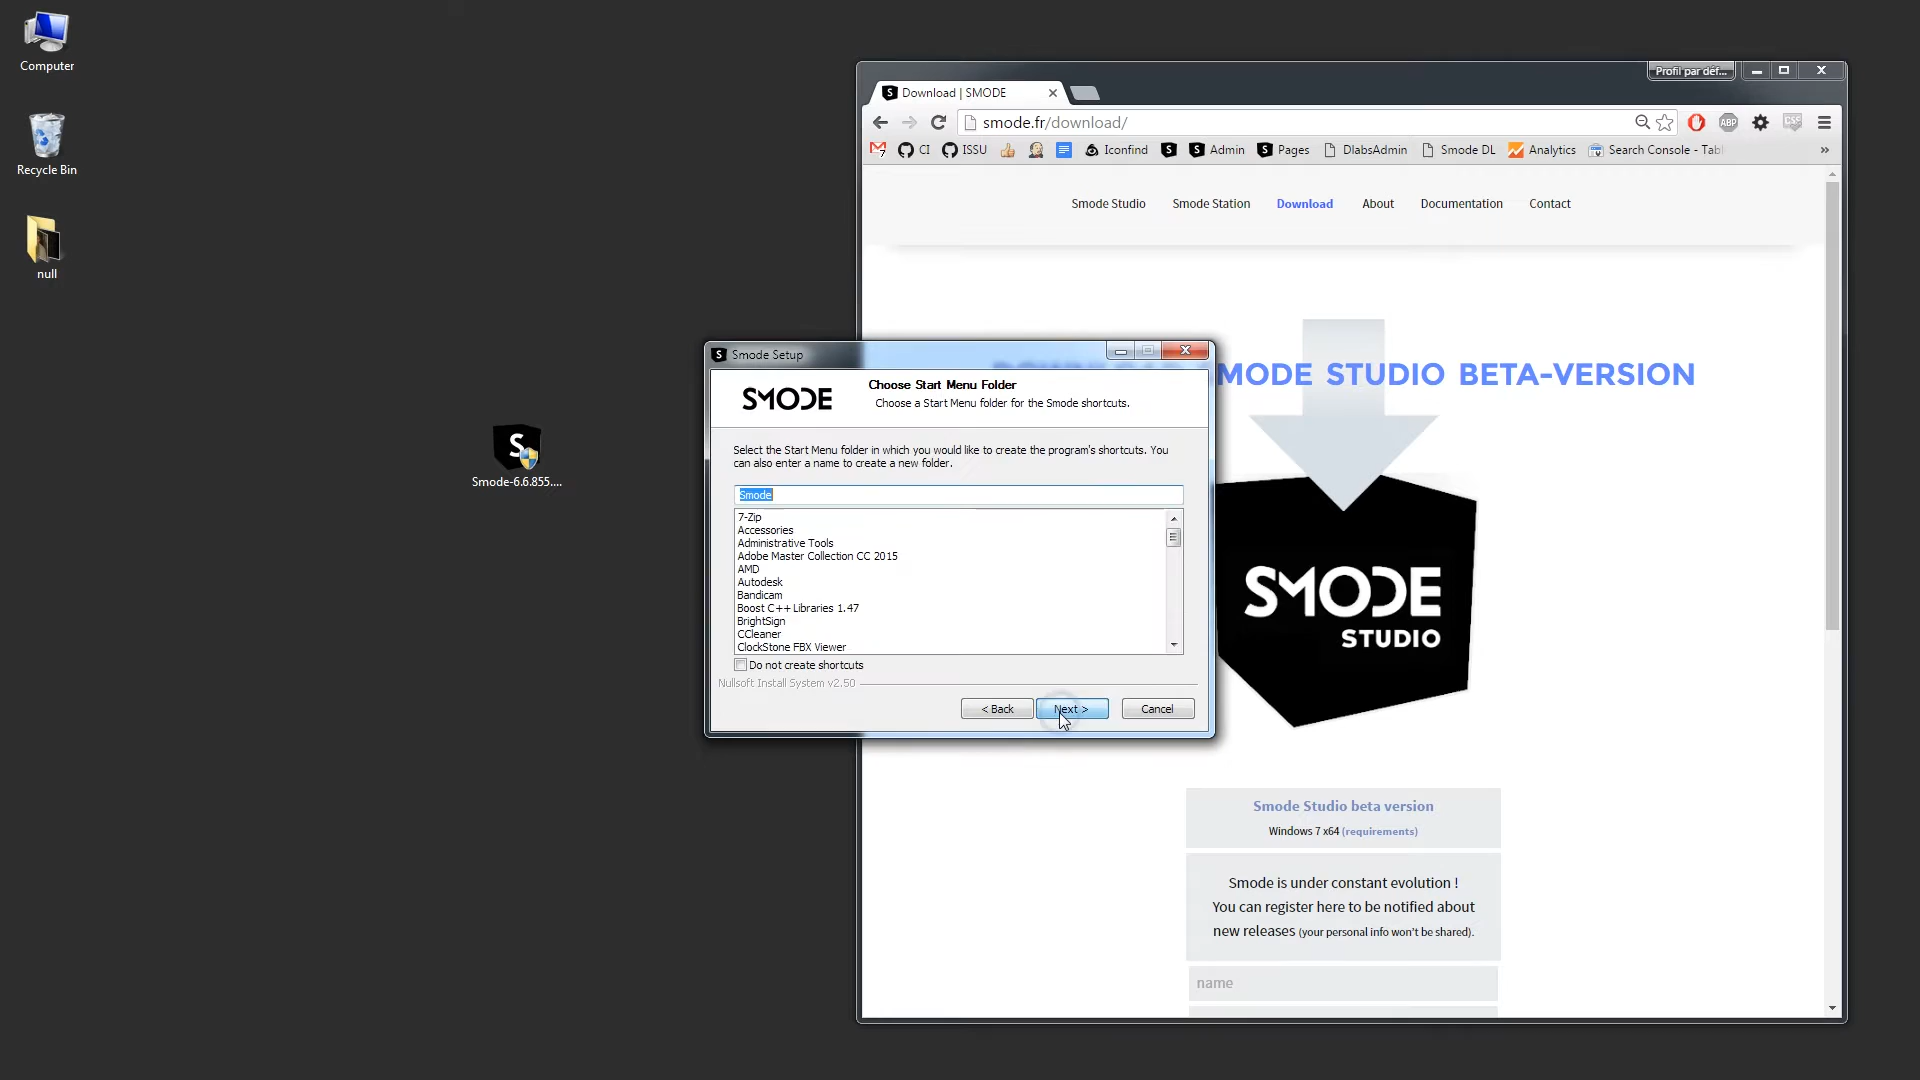 Computer
Recycle Bin
null
Smode-6.6.855....
Profil par déf...
Download | SMODE
smode.fr/download/
CI
ISSU
Iconfind
Admin
Pages
DlabsAdmin
Smode DL
Analytics
Search Console - Tabl
»
Smode Studio
Smode Station
Download
About
Documentation
Contact
SMODE STUDIO BETA-VERSION
SMODE
STUDIO
Smode Studio beta version
Windows 7 x64 (requirements)
Smode is under constant evolution !
You can register here to be notified about
new releases (your personal info won't be shared).
name
Smode Setup
SMODE
Choose Start Menu Folder
Choose a Start Menu folder for the Smode shortcuts.
Select the Start Menu folder in which you would like to create the program's shortcuts. You
can also enter a name to create a new folder.
Smode
7-Zip
Accessories
Administrative Tools
Adobe Master Collection CC 2015
AMD
Autodesk
Bandicam
Boost C++ Libraries 1.47
BrightSign
CCleaner
ClockStone FBX Viewer
Do not create shortcuts
Nullsoft Install System v2.50
< Back
Next >
Cancel